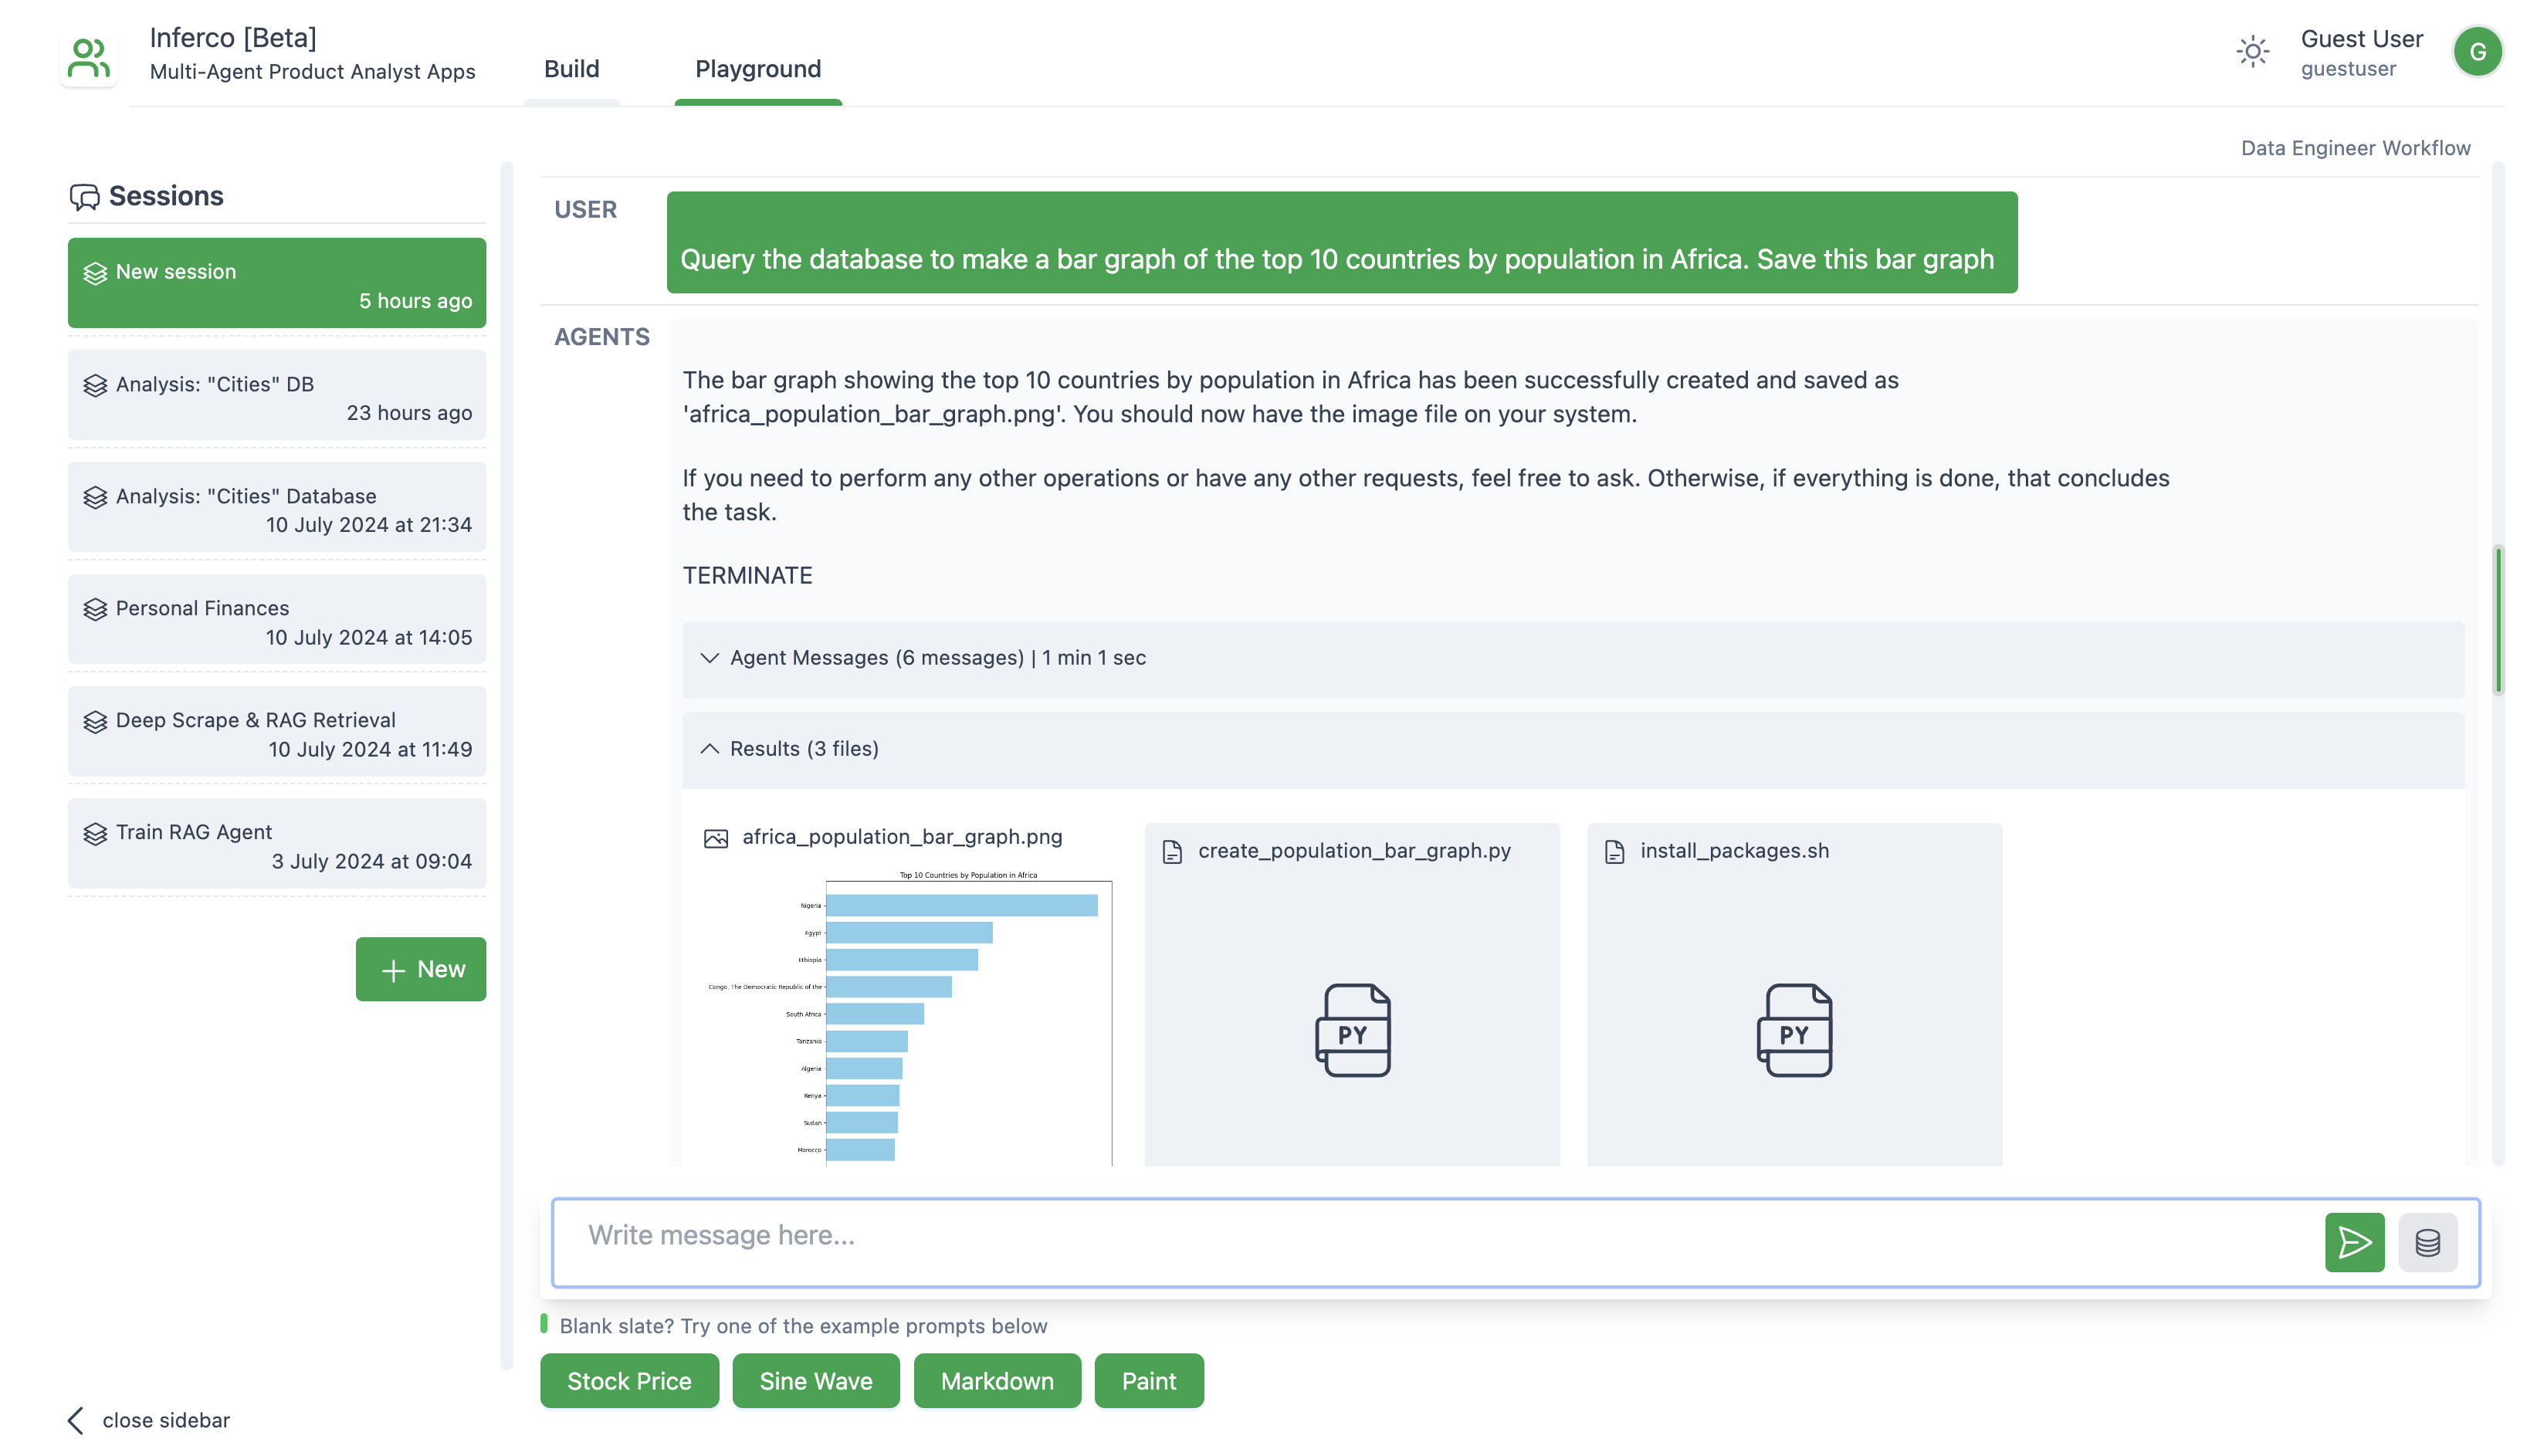 Inferco [Beta]
Multi-Agent Product Analyst Apps
Build
Playground
Guest User
guestuser
G
Data Engineer Workflow
Sessions
New session
5 hours ago
Analysis: "Cities" DB
23 hours ago
Analysis: "Cities" Database
10 July 2024 at 21:34
Personal Finances
10 July 2024 at 14:05
Deep Scrape & RAG Retrieval
10 July 2024 at 11:49
Train RAG Agent
3 July 2024 at 09:04
New
close sidebar
USER
Query the database to make a bar graph of the top 10 countries by population in Africa. Save this bar graph
AGENTS
The bar graph showing the top 10 countries by population in Africa has been successfully created and saved as
'africa_population_bar_graph.png'. You should now have the image file on your system.
If you need to perform any other operations or have any other requests, feel free to ask. Otherwise, if everything is done, that concludes
the task.
TERMINATE
Agent Messages (6 messages) | 1 min 1 sec
Results (3 files)
africa_population_bar_graph.png
Top 10 Countries by Population in Africa
Nigeria
Egypt
Ethiopia
Congo, The Democratic Republic of the
South Africa
Tanzania
Algeria
Kenya
Sudan
Morocco
create_population_bar_graph.py
PY
install_packages.sh
PY
Write message here...
Blank slate? Try one of the example prompts below
Stock Price
Sine Wave
Markdown
Paint